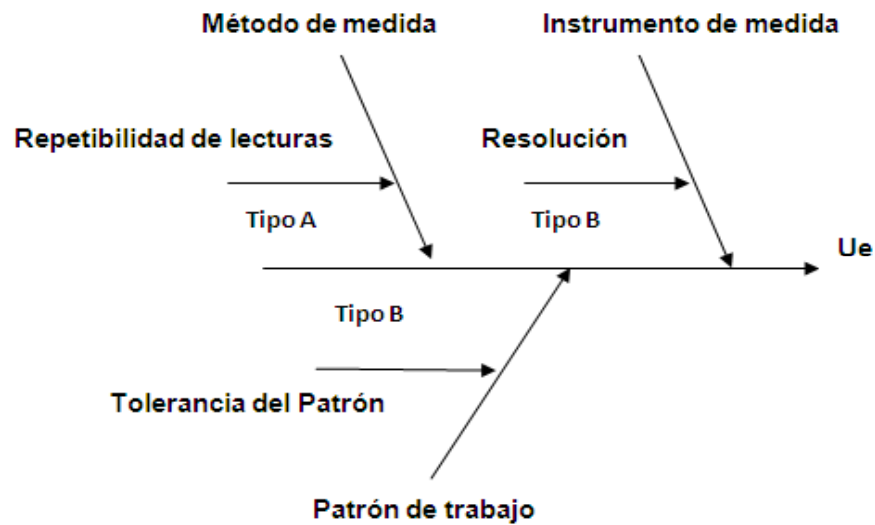 Método de medida
Instrumento de medida
Repetibilidad de lecturas
Resolución
Tipo A
Tipo B
Ue
Tipo B
Tolerancia del Patrón
Patrón de trabajo